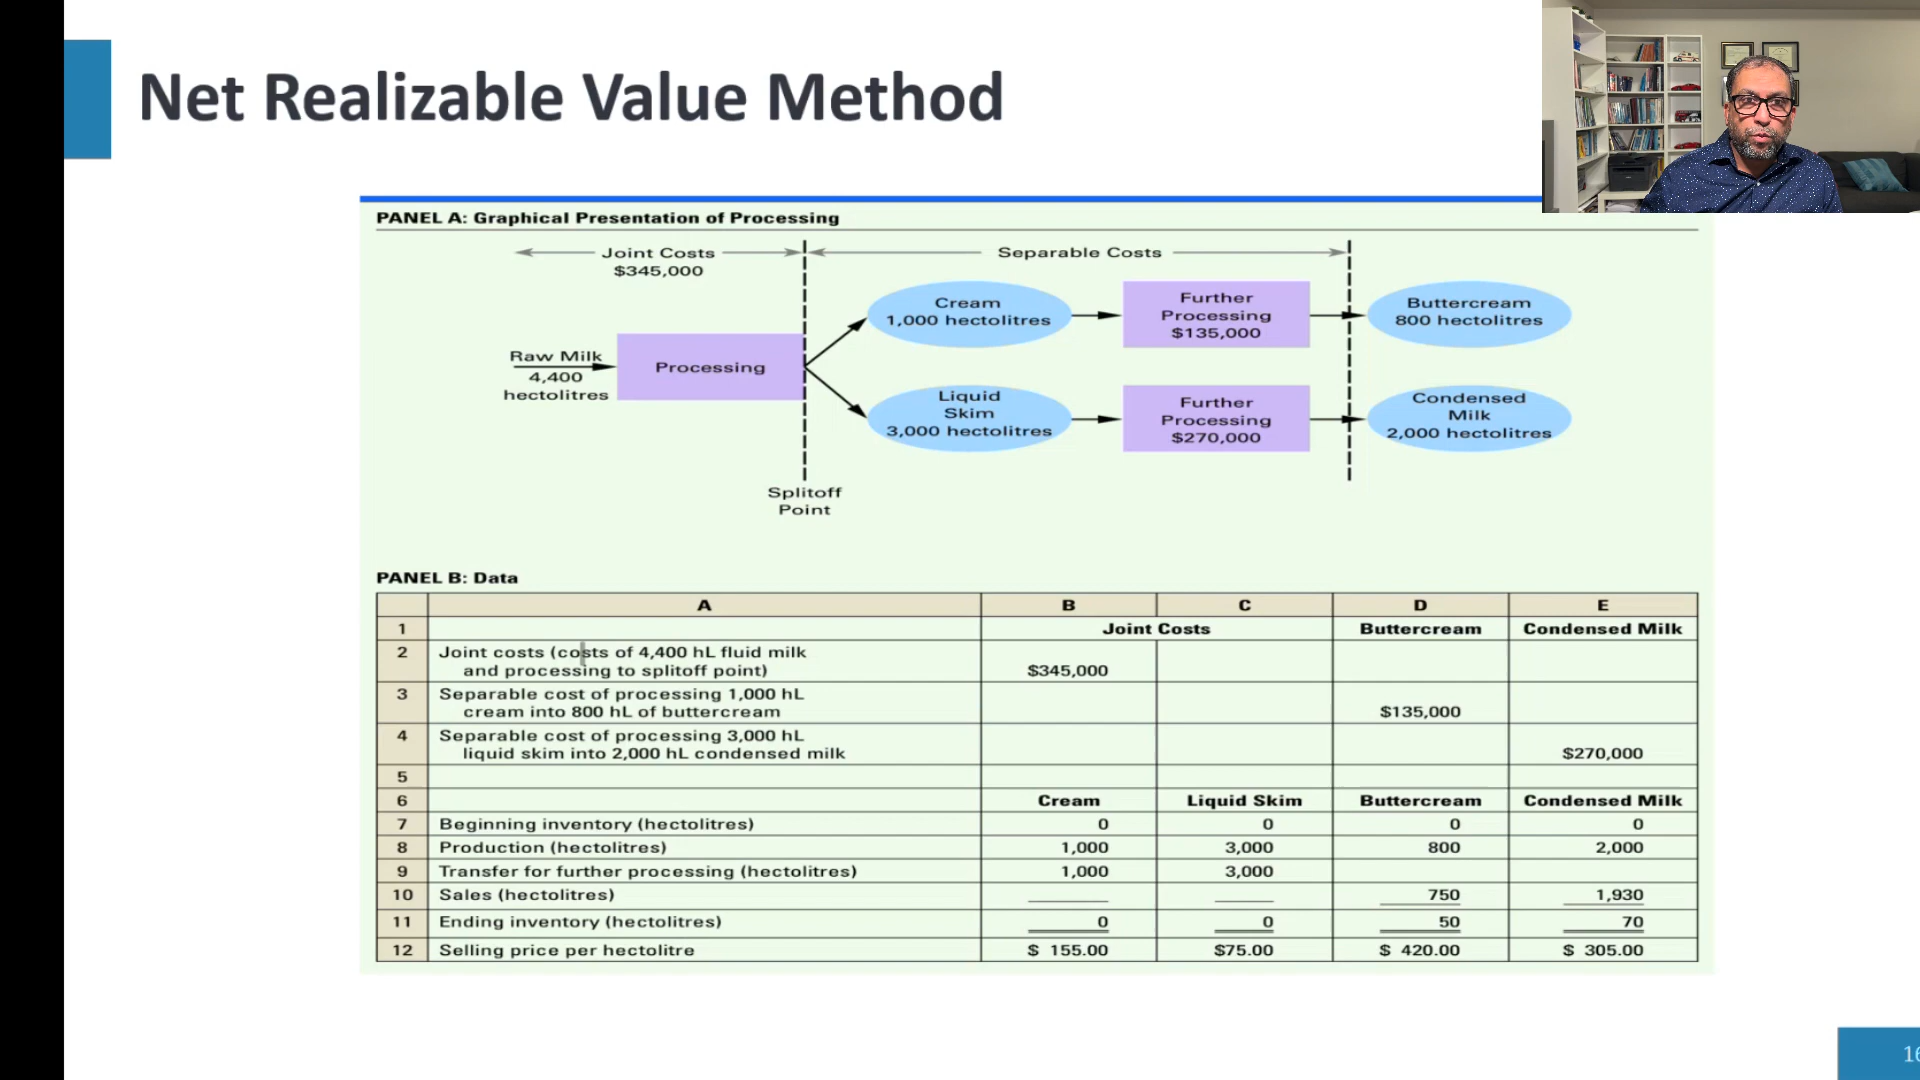 Net Realizable Value Method
PANEL A: Graphical Presentation of Processing
Joint Costs
$345,000
Separable Costs
Raw Milk
4,400
hectolitres
Processing
Cream
1,000 hectolitres
Further
Processing
$135,000
Buttercream
800 hectolitres
Liquid
Skim
3,000 hectolitres
Further
Processing
$270,000
Condensed
Milk
2,000 hectolitres
Splitoff
Point
PANEL B: Data
A B C D E
1 Joint Costs Buttercream Condensed Milk
2 Joint costs (costs of 4,400 hL fluid milk
and processing to splitoff point) $345,000
3 Separable cost of processing 1,000 hL
cream into 800 hL of buttercream $135,000
4 Separable cost of processing 3,000 hL
liquid skim into 2,000 hL condensed milk $270,000
5
6 Cream Liquid Skim Buttercream Condensed Milk
7 Beginning inventory (hectolitres) 0 0 0 0
8 Production (hectolitres) 1,000 3,000 800 2,000
9 Transfer for further processing (hectolitres) 1,000 3,000
10 Sales (hectolitres) 750 1,930
11 Ending inventory (hectolitres) 0 0 50 70
12 Selling price per hectolitre $ 155.00 $75.00 $ 420.00 $ 305.00
16